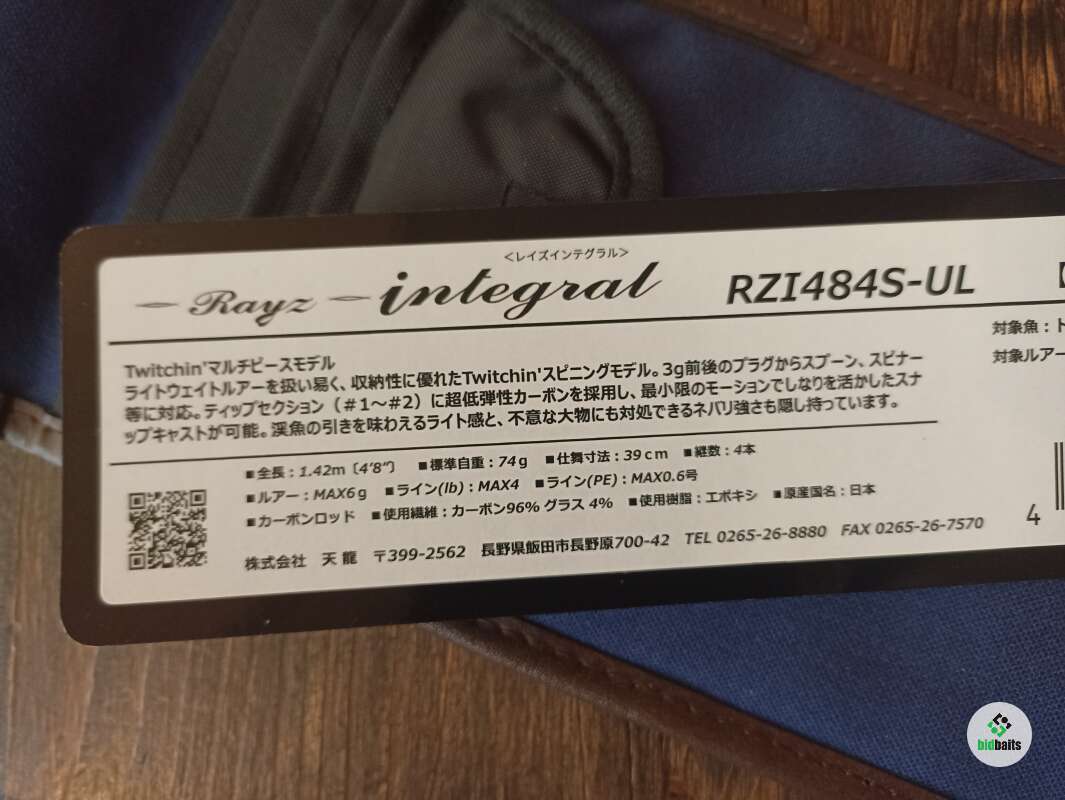 ＜レイズインテグラル＞
Rayz integral RZI484S-UL
対象魚：ト
対象ルアー
Twitchin'マルチピースモデル
ライトウェイトルアーを扱い易く、収納性に優れたTwitchin'スピニングモデル。3g前後のプラグからスプーン、スピナー
等に対応。ティップセクション（＃1～＃2）に超低弾性カーボンを採用し、最小限のモーションでしなりを活かしたスナ
ップキャストが可能。渓魚の引きを味わえるライト感と、不意な大物にも対処できるネバリ強さも隠し持っています。
■全長：1.42m〔4'8"〕 ■標準自重：74g ■仕舞寸法：39cm ■継数：4本
■ルアー：MAX6g ■ライン(lb)：MAX4 ■ライン(PE)：MAX0.6号
■カーボンロッド ■使用繊維：カーボン96% グラス 4% ■使用樹脂：エポキシ ■原産国名：日本
株式会社 天龍 〒399-2562 長野県飯田市長野原700-42 TEL 0265-26-8880 FAX 0265-26-7570
4
bidbaits